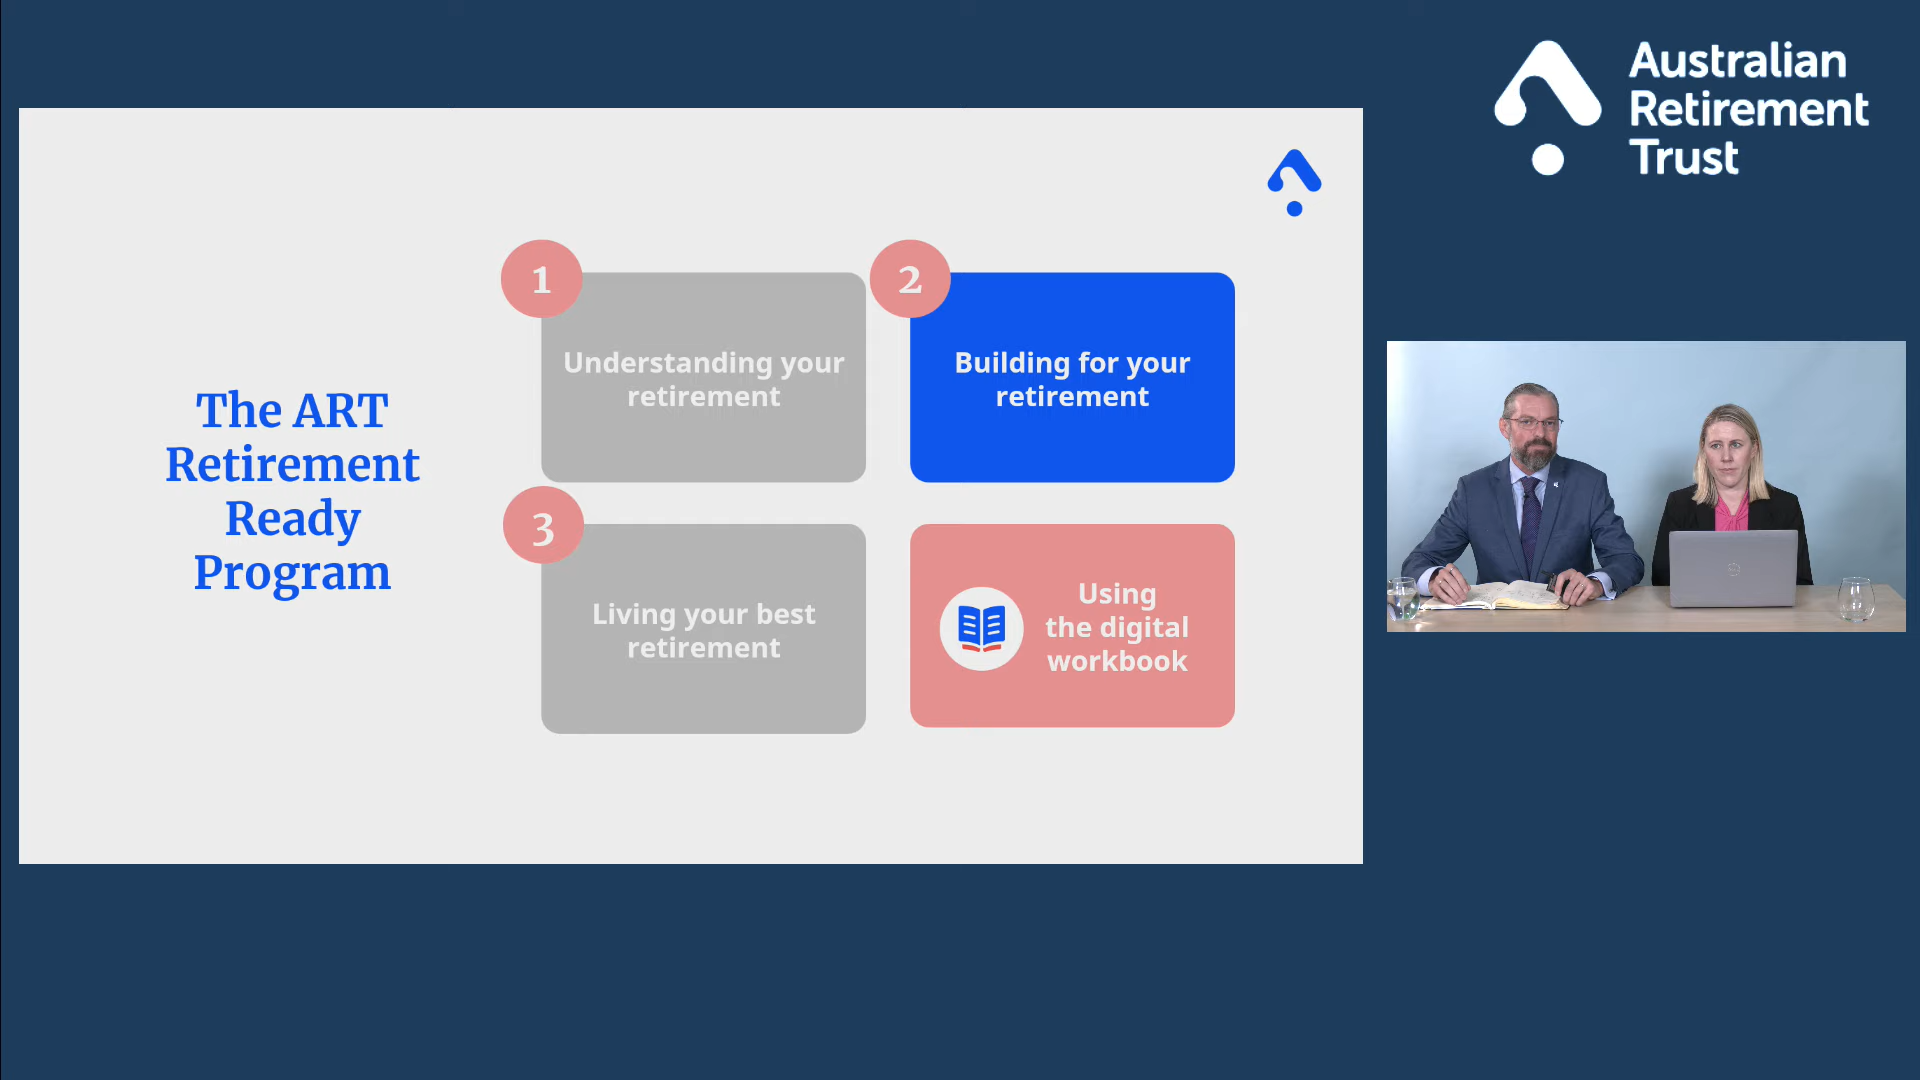 Australian
Retirement
Trust
The ART
Retirement
Ready
Program
1
Understanding your
retirement
2
Building for your
retirement
3
Living your best
retirement
Using
the digital
workbook